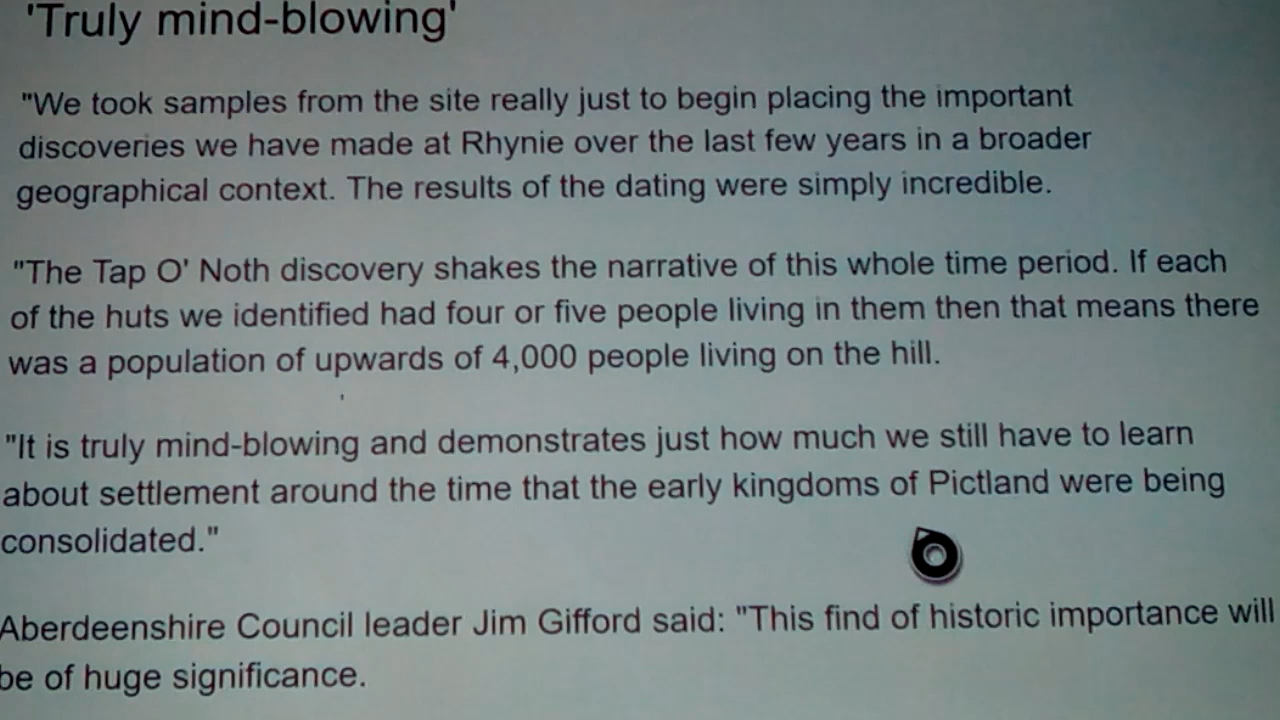 'Truly mind-blowing'
"We took samples from the site really just to begin placing the important
discoveries we have made at Rhynie over the last few years in a broader
geographical context. The results of the dating were simply incredible.
"The Tap O' Noth discovery shakes the narrative of this whole time period. If each
of the huts we identified had four or five people living in them then that means there
was a population of upwards of 4,000 people living on the hill.
"It is truly mind-blowing and demonstrates just how much we still have to learn
about settlement around the time that the early kingdoms of Pictland were being
consolidated."
Aberdeenshire Council leader Jim Gifford said: "This find of historic importance will
be of huge significance.